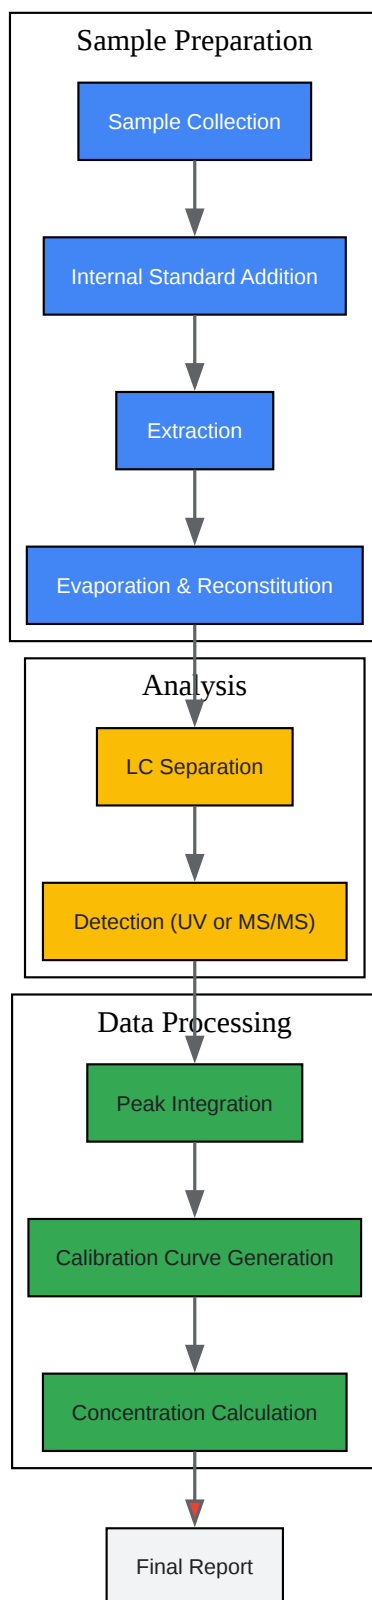 Sample Preparation
Sample Collection
Internal Standard Addition
Extraction
Evaporation & Reconstitution
Analysis
LC Separation
Detection (UV or MS/MS)
Data Processing
Peak Integration
Calibration Curve Generation
Concentration Calculation
Final Report